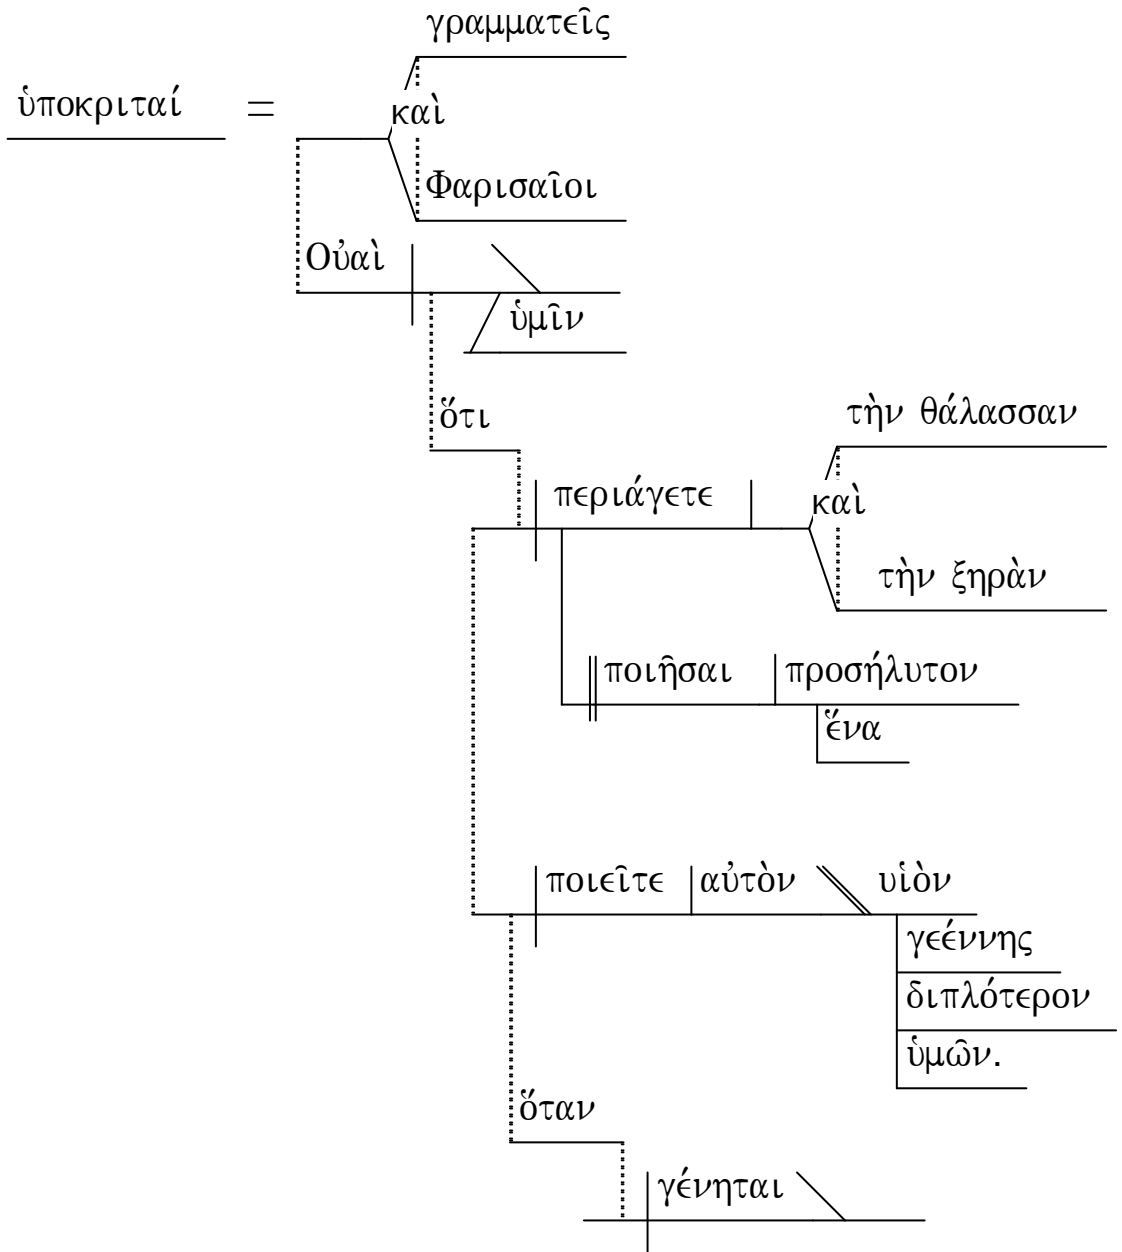 γραμματεῖς
ὑποκριταί =
καὶ
Φαρισαῖοι
Οὐαὶ
ὑμῖν
ὅτι
τὴν θάλασσαν
περιάγετε
καὶ
τὴν ξηρὰν
ποιῆσαι προσήλυτον
ἕνα
ποιεῖτε αὐτὸν υἱὸν
γεέννης
διπλότερον
ὑμῶν.
ὅταν
γένηται